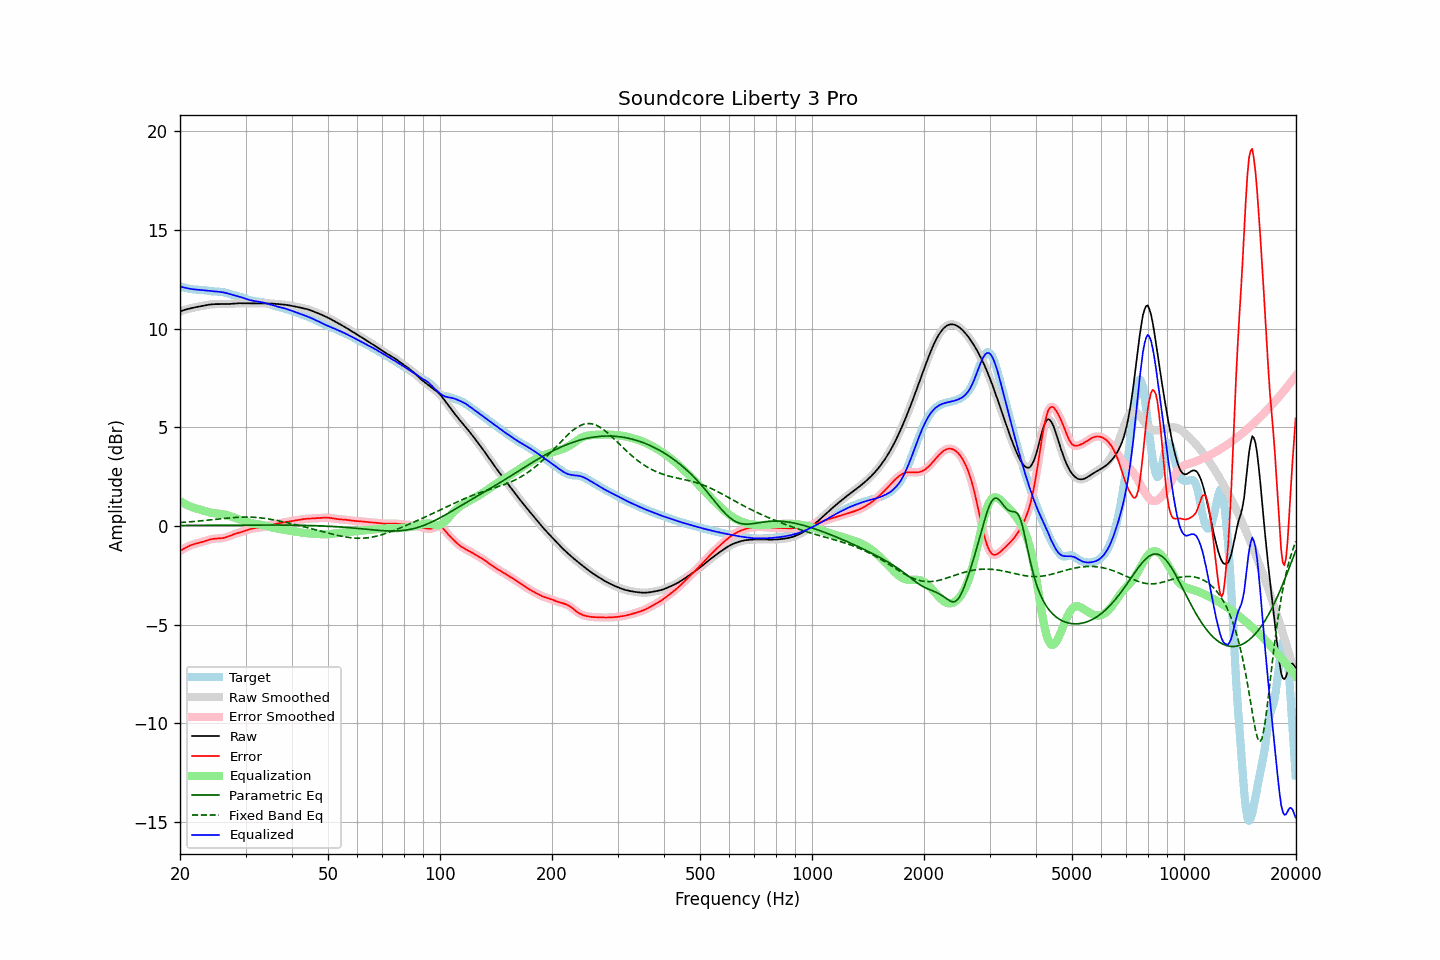 Soundcore Liberty 3 Pro
Amplitude (dBr)
20
15
10
5
0
−5
−10
−15
Target
Raw Smoothed
Error Smoothed
Raw
Error
Equalization
Parametric Eq
Fixed Band Eq
Equalized
20 50 100 200 500 1000 2000 5000 10000 20000
Frequency (Hz)